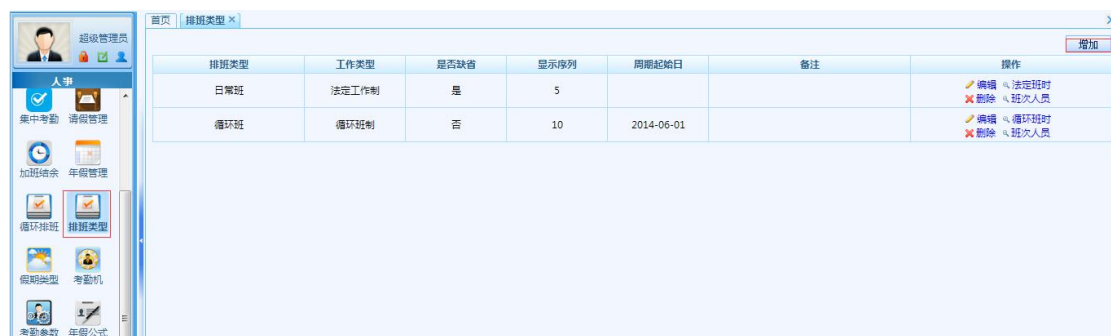 超级管理员
人事
集中考勤 请假管理
加班结余 年假管理
循环排班 排班类型
假期类型 考勤机
考勤参数 年假公式
首页 排班类型 ×
增加
排班类型 工作类型 是否缺省 显示序列 周期起始日 备注 操作
日常班 法定工作制 是 5 编辑 法定班时
删除 班次人员
循环班 循环班制 否 10 2014-06-01 编辑 循环班时
删除 班次人员